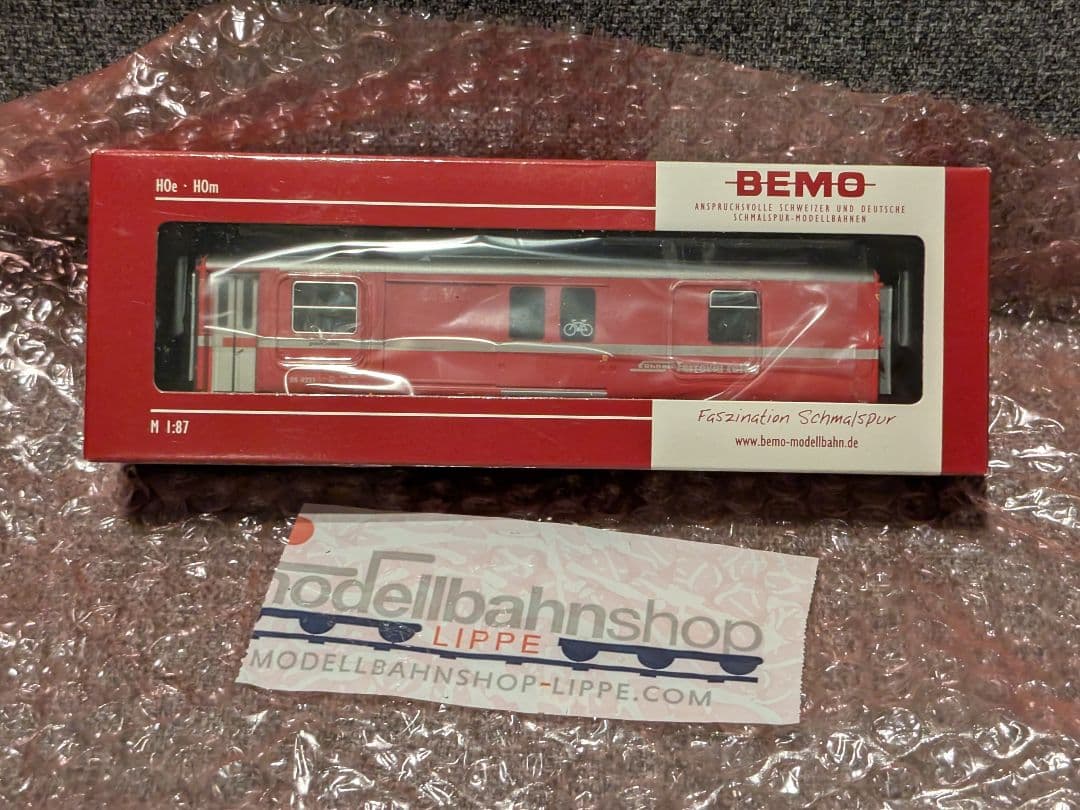 H0e · H0m
BEMO
ANSPRUCHSVOLLE SCHWEIZER UND DEUTSCHE
SCHMALSPUR-MODELLBAHNEN
M 1:87
Faszination Schmalspur
www.bemo-modellbahn.de
modellbahnshop
LIPPE
MODELLBAHNSHOP-LIPPE.COM